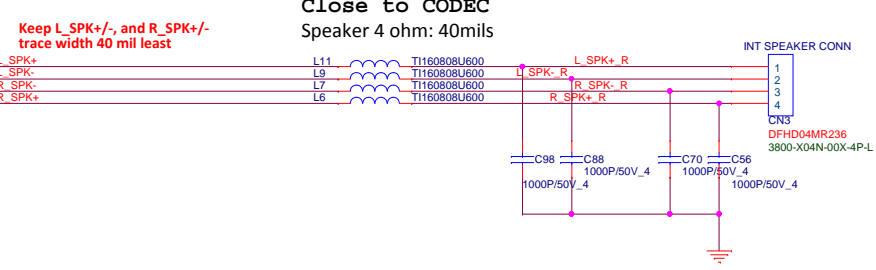 Close to CODEC
Keep L_SPK+/-, and R_SPK+/-
trace width 40 mil least
Speaker 4 ohm: 40mils
INT SPEAKER CONN
L_SPK+ L11 TI160808U600 L_SPK+_R 1
L_SPK- L9 TI160808U600 L_SPK-_R 2
R_SPK- L7 TI160808U600 R_SPK-_R 3
R_SPK+ L6 TI160808U600 R_SPK+_R 4
CN3
DFHD04MR236
3800-X04N-00X-4P-L
C98 C88 C70 C56
1000P/50V_4 1000P/50V_4
1000P/50V_4 1000P/50V_4